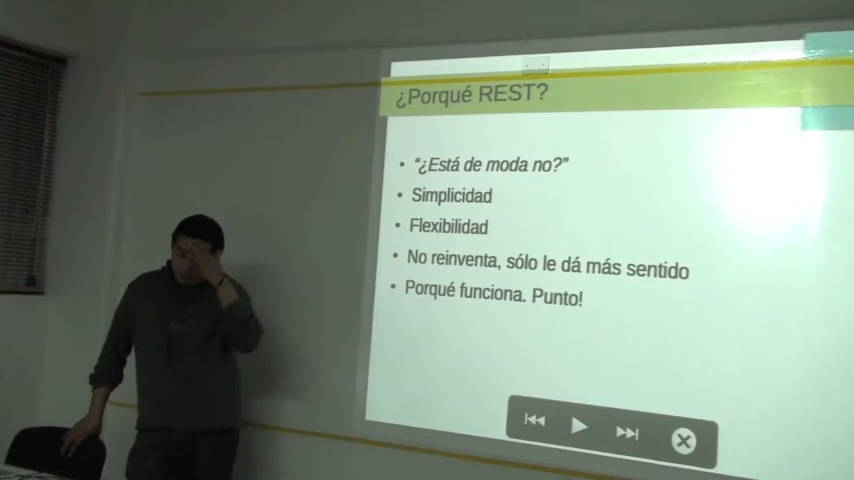 ¿Porqué REST?
• “¿Está de moda no?”
• Simplicidad
• Flexibilidad
• No reinventa, sólo le dá más sentido
• Porqué funciona. Punto!